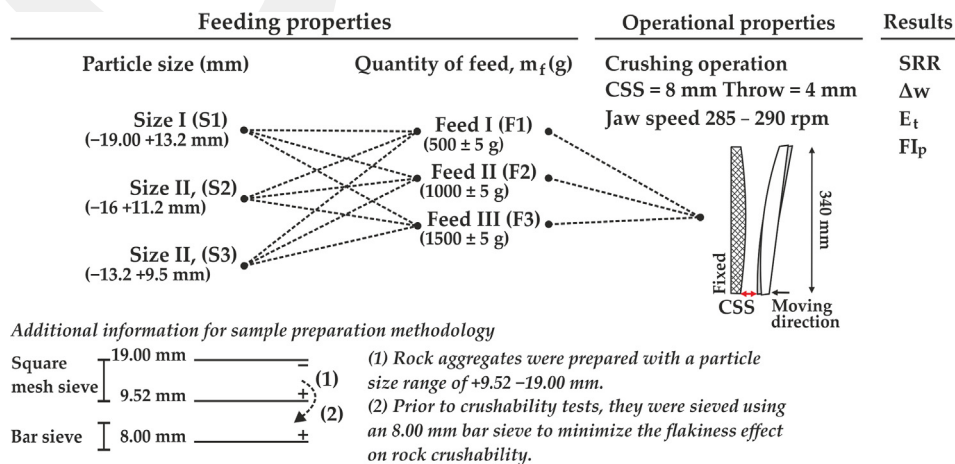 Feeding properties
Operational properties
Results
Particle size (mm)
Quantity of feed, mf (g)
Size I (S1)
(−19.00 +13.2 mm)
Size II, (S2)
(−16 +11.2 mm)
Size II, (S3)
(−13.2 +9.5 mm)
Feed I (F1)
(500 ± 5 g)
Feed II (F2)
(1000 ± 5 g)
Feed III (F3)
(1500 ± 5 g)
Crushing operation
CSS = 8 mm Throw = 4 mm
Jaw speed 285 – 290 rpm
Fixed
CSS
340 mm
Moving
direction
SRR
Δw
Et
FIp
Additional information for sample preparation methodology
Square
mesh sieve
19.00 mm
−
9.52 mm
+
(1)
(2)
Bar sieve
8.00 mm
+
(1) Rock aggregates were prepared with a particle
size range of +9.52 −19.00 mm.
(2) Prior to crushability tests, they were sieved using
an 8.00 mm bar sieve to minimize the flakiness effect
on rock crushability.